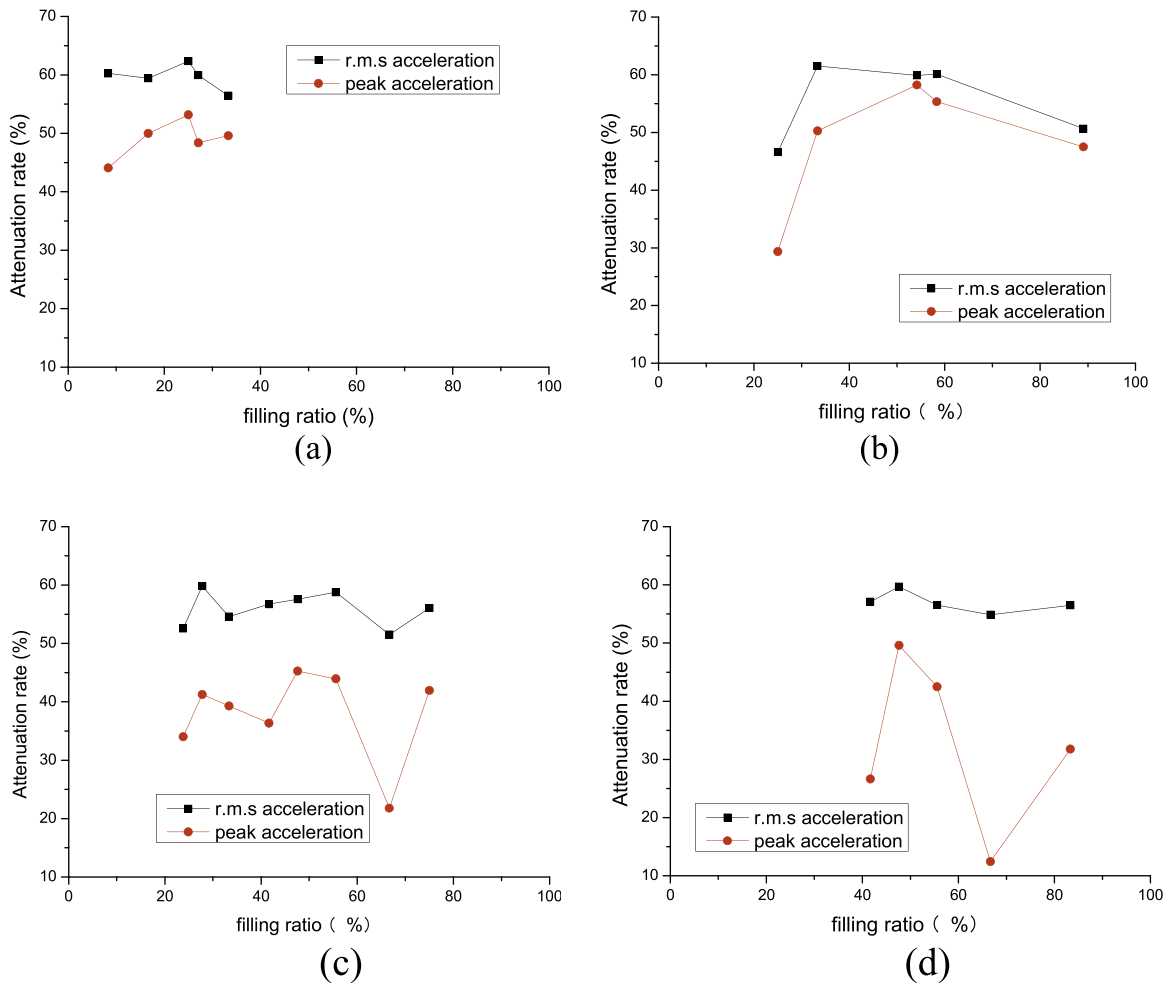 70
60
50
40
30
20
10
Attenuation rate (%)
r.m.s acceleration
peak acceleration
0 20 40 60 80 100
filling ratio (%)
(a)
70
60
50
40
30
20
10
Attenuation rate (%)
r.m.s acceleration
peak acceleration
0 20 40 60 80 100
filling ratio ( %)
(b)
70
60
50
40
30
20
10
Attenuation rate (%)
r.m.s acceleration
peak acceleration
0 20 40 60 80 100
filling ratio ( %)
(c)
70
60
50
40
30
20
10
Attenuation rate (%)
r.m.s acceleration
peak acceleration
0 20 40 60 80 100
filling ratio ( %)
(d)